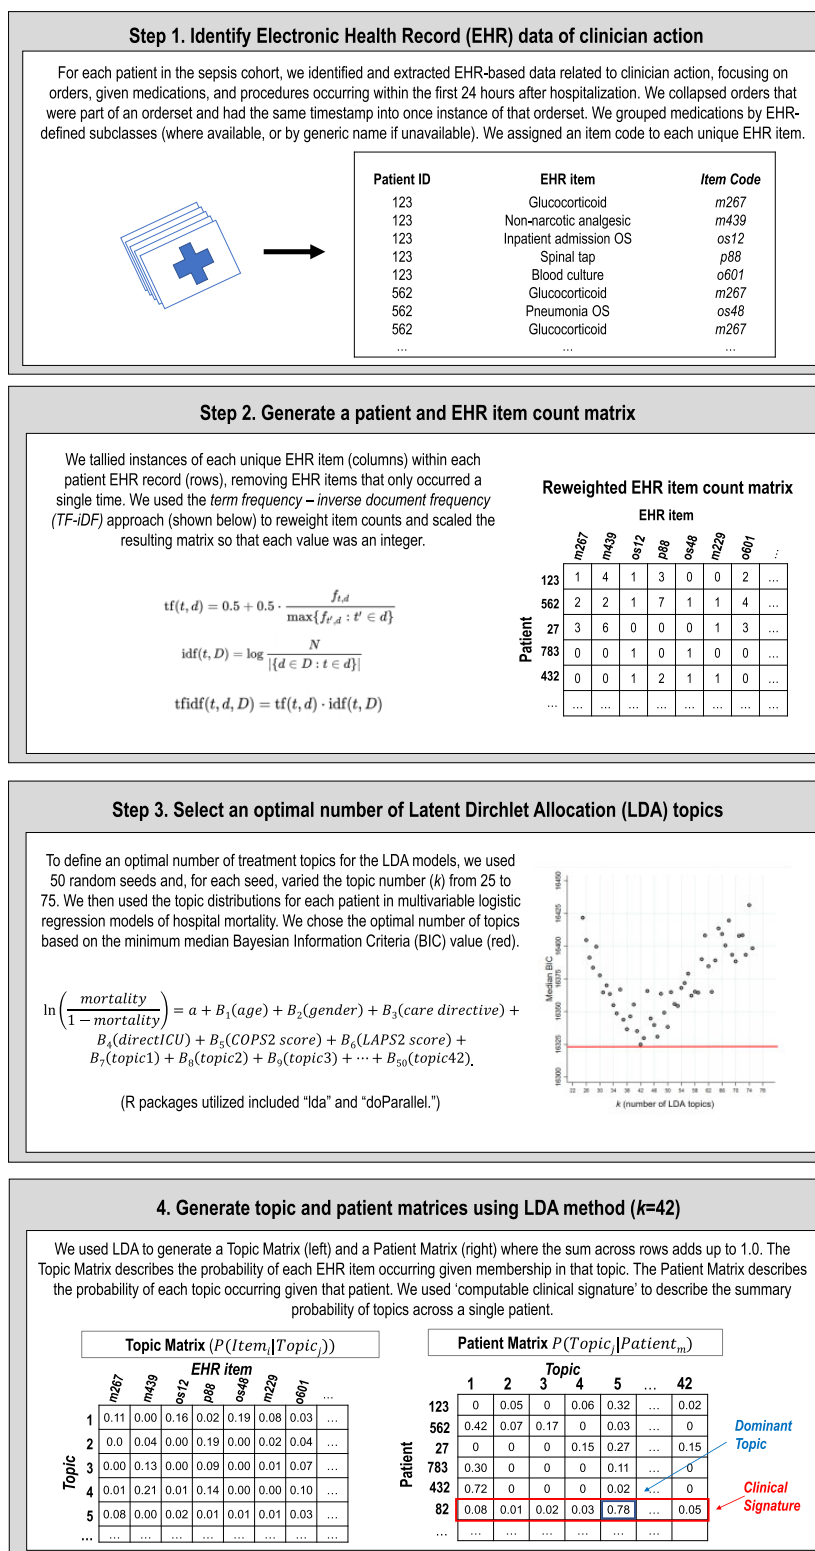 Step 1. Identify Electronic Health Record (EHR) data of clinician action
For each patient in the sepsis cohort, we identified and extracted EHR-based data related to clinician action, focusing on
orders, given medications, and procedures occurring within the first 24 hours after hospitalization. We collapsed orders that
were part of an orderset and had the same timestamp into once instance of that orderset. We grouped medications by EHR-
defined subclasses (where available, or by generic name if unavailable). We assigned an item code to each unique EHR item.
Patient ID EHR item Item Code
123 Glucocorticoid m267
123 Non-narcotic analgesic m439
123 Inpatient admission OS os12
123 Spinal tap p88
123 Blood culture o601
562 Glucocorticoid m267
562 Pneumonia OS os48
562 Glucocorticoid m267
... ... ...
Step 2. Generate a patient and EHR item count matrix
We tallied instances of each unique EHR item (columns) within each
patient EHR record (rows), removing EHR items that only occurred a
single time. We used the term frequency – inverse document frequency
(TF-iDF) approach (shown below) to reweight item counts and scaled the
resulting matrix so that each value was an integer.
tf(t, d) = 0.5 + 0.5 · f_{t,d} / max{f_{t',d} : t' ∈ d}
idf(t, D) = log N / |{d ∈ D : t ∈ d}|
tfidf(t, d, D) = tf(t, d) · idf(t, D)
Reweighted EHR item count matrix
EHR item
m267 m439 os12 p88 os48 m229 o601 ...
Patient
123 1 4 1 3 0 0 2 ...
562 2 2 1 7 1 1 4 ...
27 3 6 0 0 0 1 3 ...
783 0 0 1 0 1 0 0 ...
432 0 0 1 2 1 1 0 ...
... ... ... ... ... ... ... ... ...
Step 3. Select an optimal number of Latent Dirchlet Allocation (LDA) topics
To define an optimal number of treatment topics for the LDA models, we used
50 random seeds and, for each seed, varied the topic number (k) from 25 to
75. We then used the topic distributions for each patient in multivariable logistic
regression models of hospital mortality. We chose the optimal number of topics
based on the minimum median Bayesian Information Criteria (BIC) value (red).
ln(mortality / 1 − mortality) = a + B₁(age) + B₂(gender) + B₃(care directive) +
B₄(directICU) + B₅(COPS2 score) + B₆(LAPS2 score) +
B₇(topic1) + B₈(topic2) + B₉(topic3) + ⋯ + B₅₀(topic42).
(R packages utilized included “lda” and “doParallel.”)
Median BIC
16450
16425
16400
16375
16350
16325
16300
22 26 30 34 38 42 46 50 54 58 62 66 70 74 78
k (number of LDA topics)
4. Generate topic and patient matrices using LDA method (k=42)
We used LDA to generate a Topic Matrix (left) and a Patient Matrix (right) where the sum across rows adds up to 1.0. The
Topic Matrix describes the probability of each EHR item occurring given membership in that topic. The Patient Matrix describes
the probability of each topic occurring given that patient. We used ‘computable clinical signature’ to describe the summary
probability of topics across a single patient.
Topic Matrix (P(Itemᵢ|Topicⱼ))
EHR item
m267 m439 os12 p88 os48 m229 o601 ...
Topic
1 0.11 0.00 0.16 0.02 0.19 0.08 0.03 ...
2 0.0 0.04 0.00 0.19 0.00 0.02 0.04 ...
3 0.00 0.13 0.00 0.09 0.00 0.01 0.07 ...
4 0.01 0.21 0.01 0.14 0.00 0.00 0.10 ...
5 0.08 0.00 0.02 0.01 0.01 0.01 0.03 ...
... ... ... ... ... ... ... ... ...
Patient Matrix P(Topicⱼ|Patientₘ)
Topic
1 2 3 4 5 ... 42
Patient
123 0 0.05 0 0.06 0.32 ... 0.02
562 0.42 0.07 0.17 0 0.03 ... 0
27 0 0 0 0.15 0.27 ... 0.15
783 0.30 0 0 0 0.11 ... 0
432 0.72 0 0 0 0.02 ... 0
82 0.08 0.01 0.02 0.03 0.78 ... 0.05
... ... ... ... ... ... ... ...
Dominant
Topic
Clinical
Signature